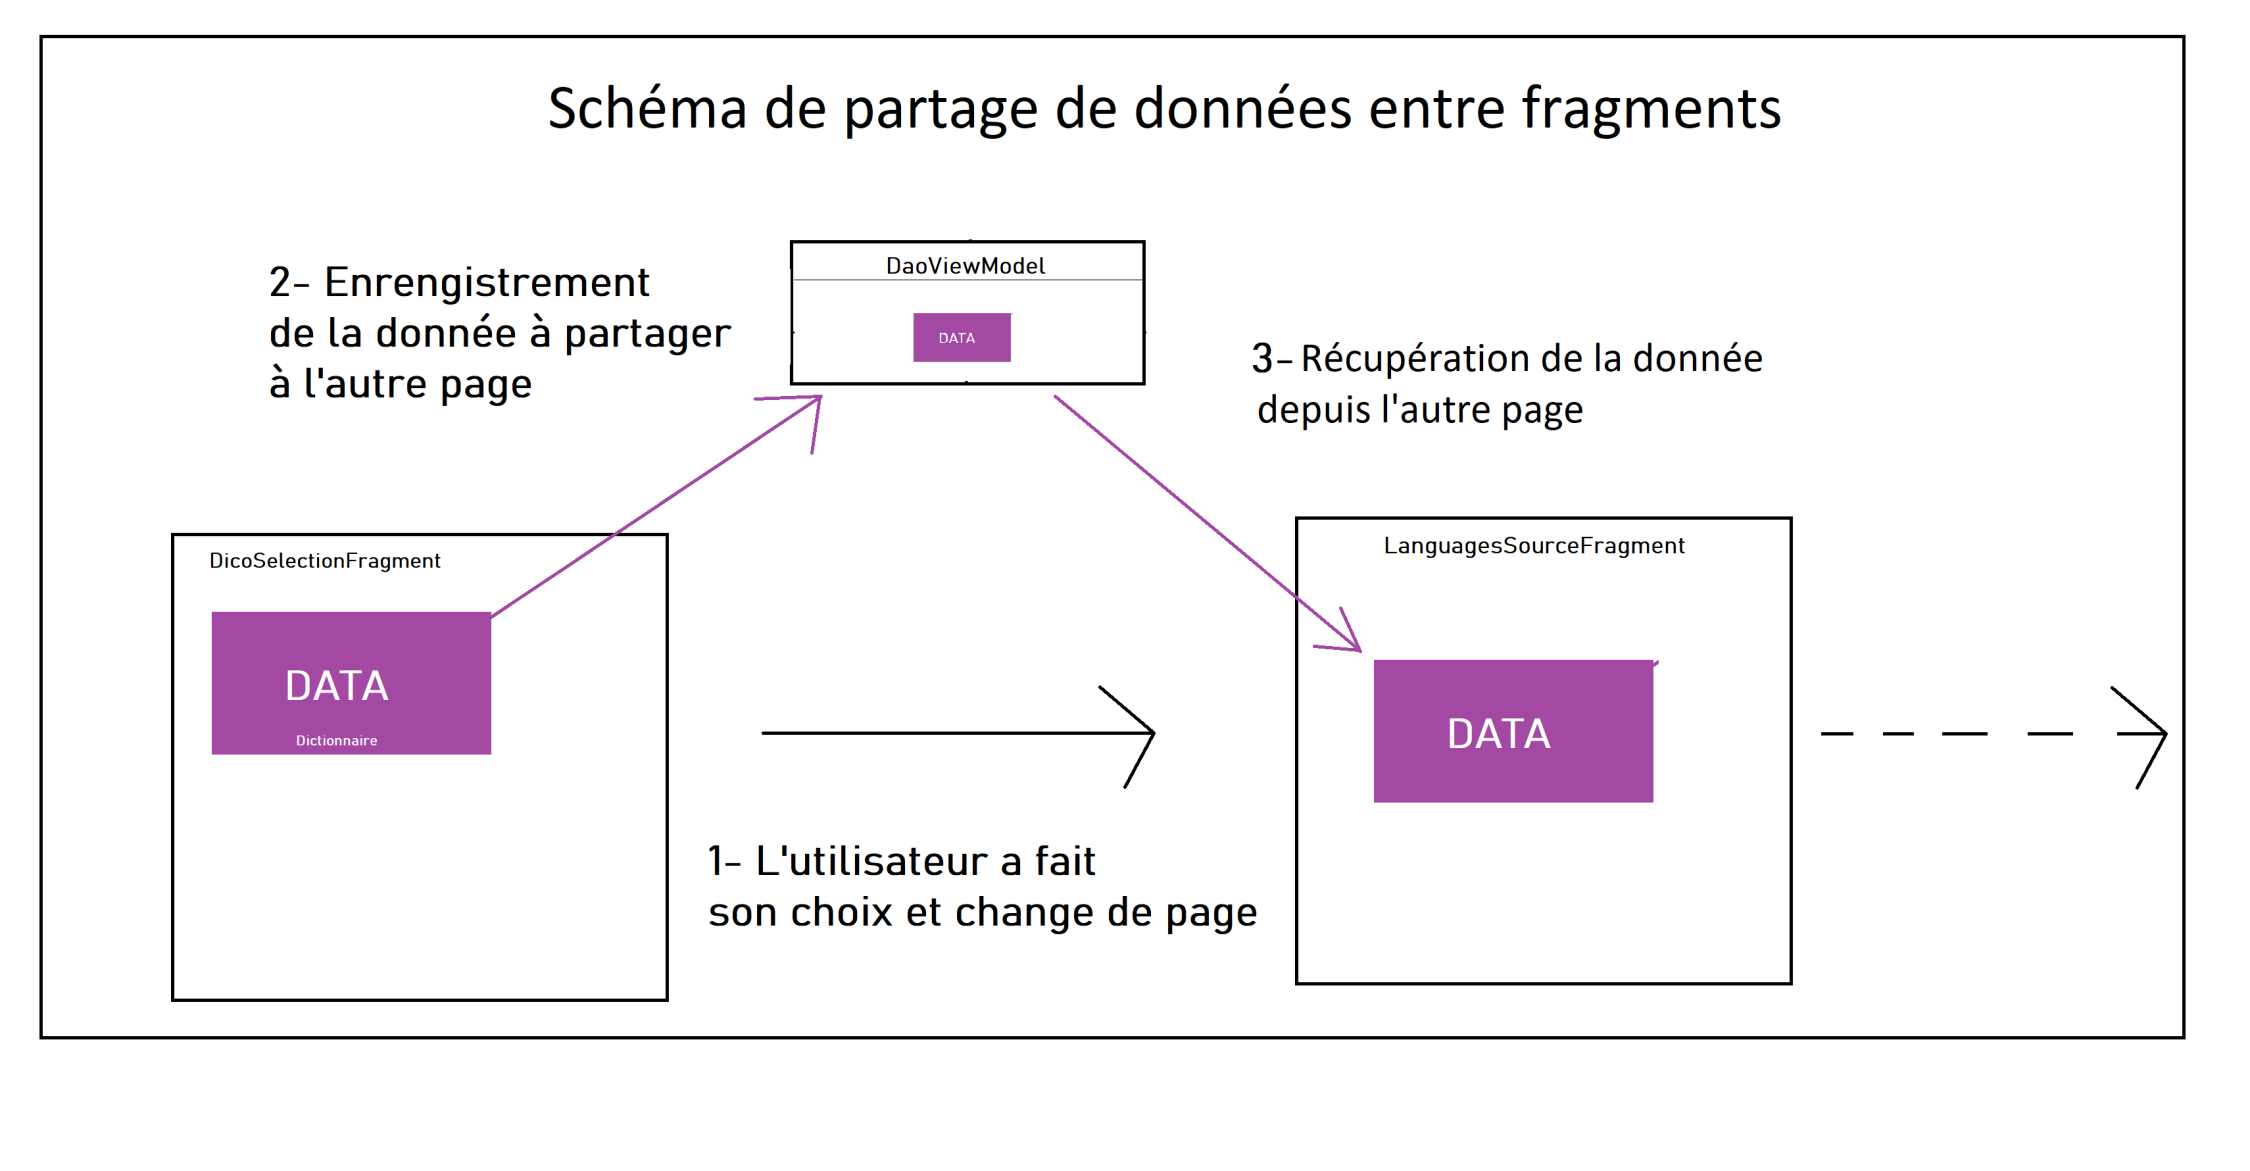 Schéma de partage de données entre fragments
2- Enrengistrement
de la donnée à partager
à l'autre page
DaoViewModel
DATA
3- Récupération de la donnée
depuis l'autre page
DicoSelectionFragment
DATA
Dictionnaire
LanguagesSourceFragment
DATA
1- L'utilisateur a fait
son choix et change de page